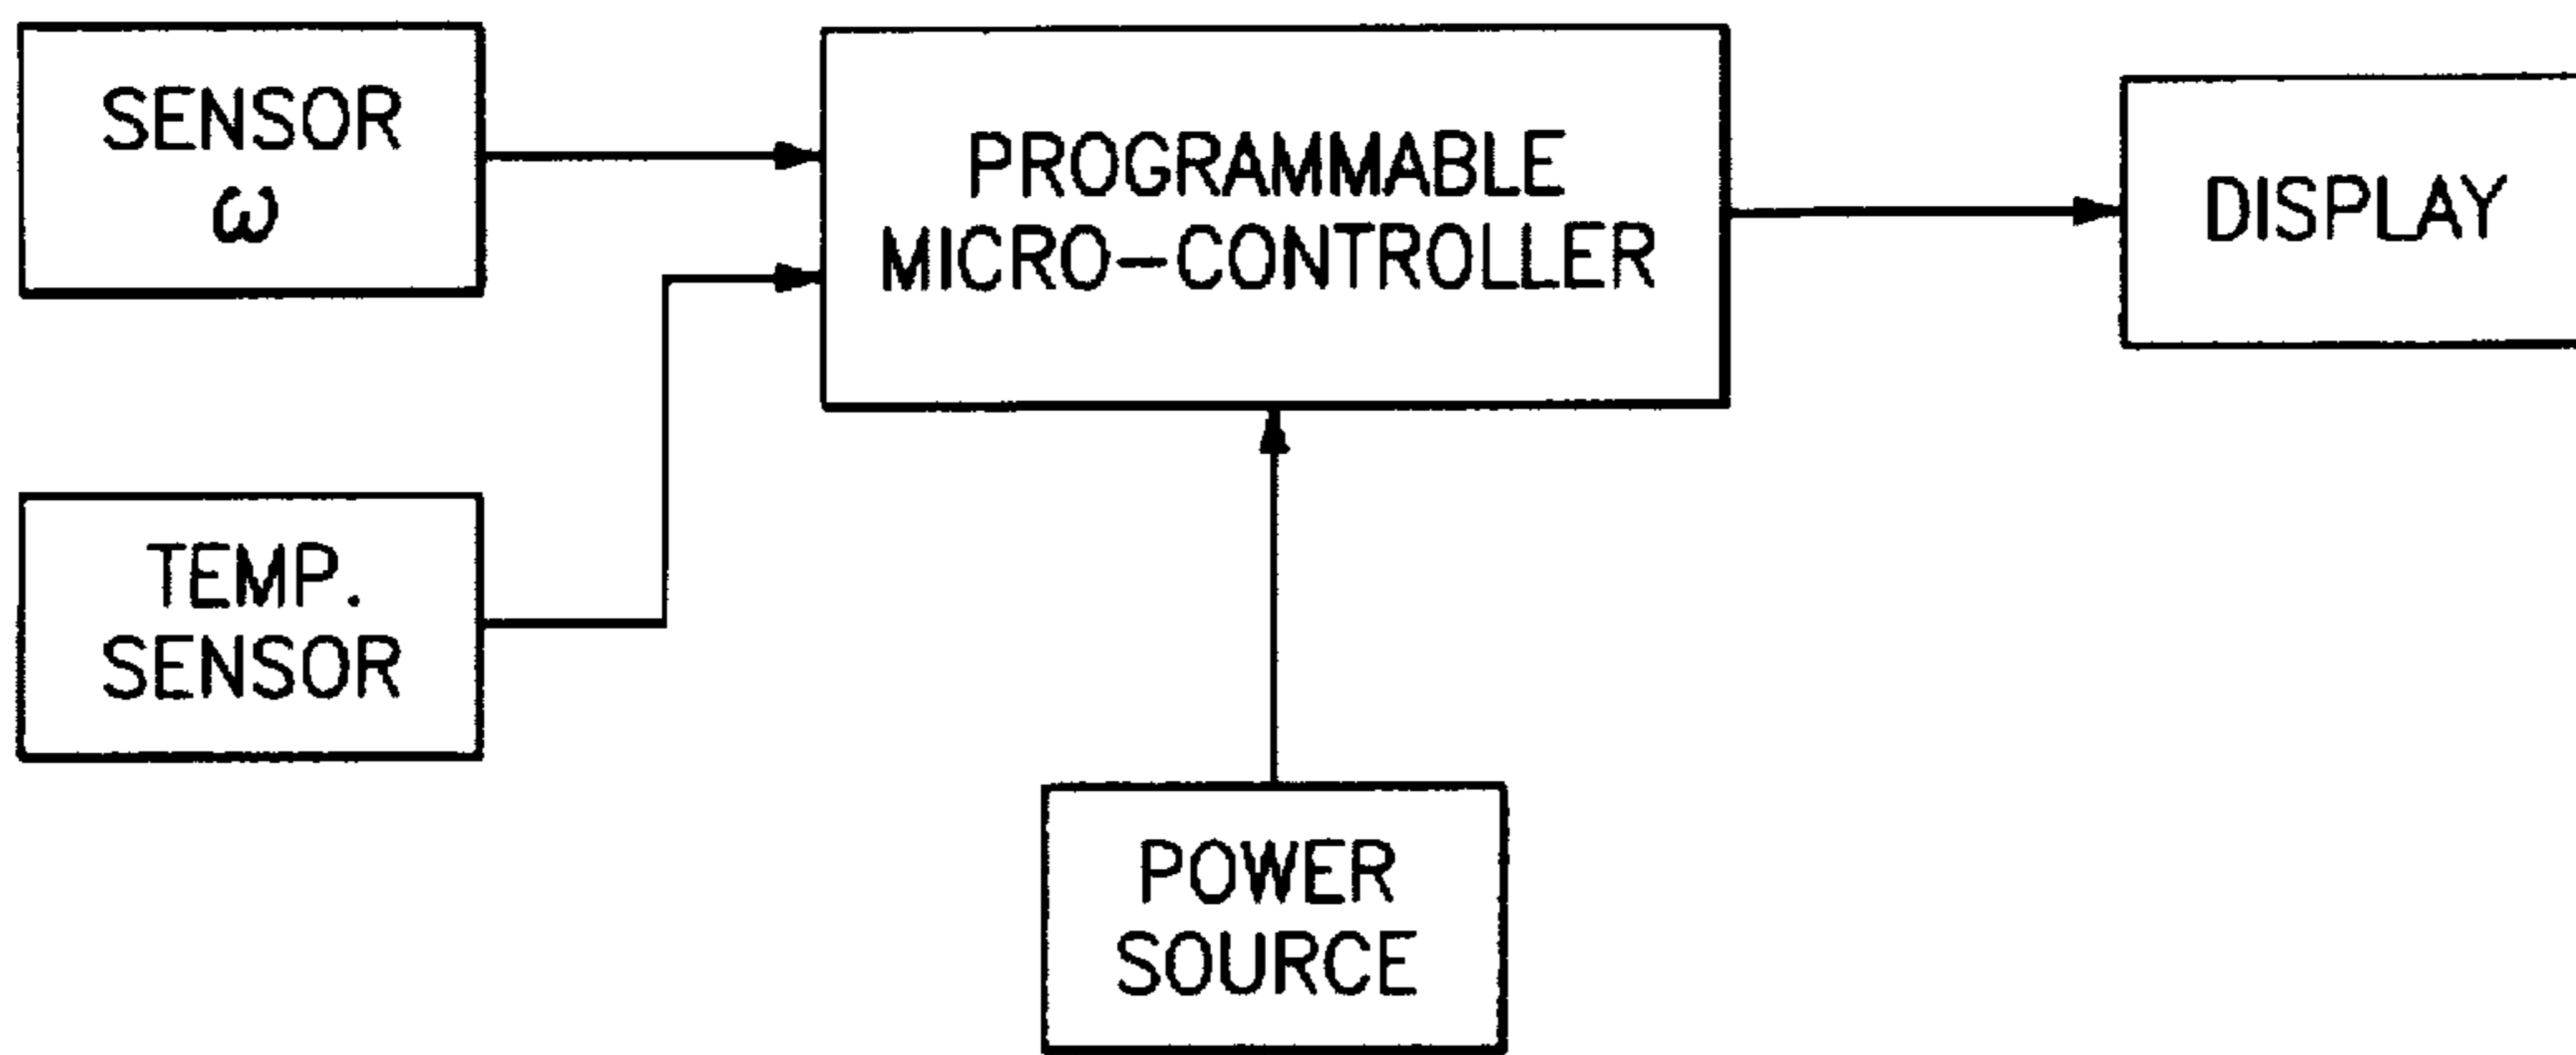 SENSOR
ω
PROGRAMMABLE
MICRO-CONTROLLER
DISPLAY
TEMP.
SENSOR
POWER
SOURCE